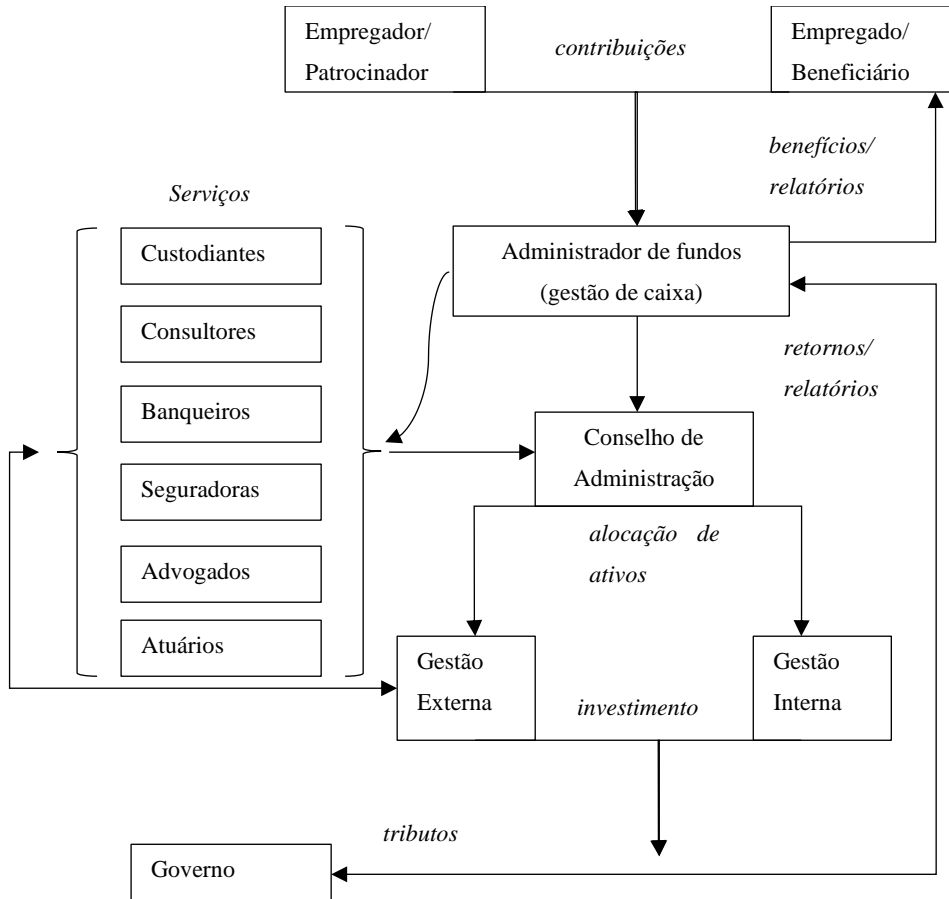 Empregador/
Patrocinador
contribuições
Empregado/
Beneficiário
benefícios/
relatórios
Serviços
Custodiantes
Consultores
Banqueiros
Seguradoras
Advogados
Atuários
Administrador de fundos
(gestão de caixa)
retornos/
relatórios
Conselho de
Administração
alocação de
ativos
Gestão
Externa
investimento
Gestão
Interna
tributos
Governo